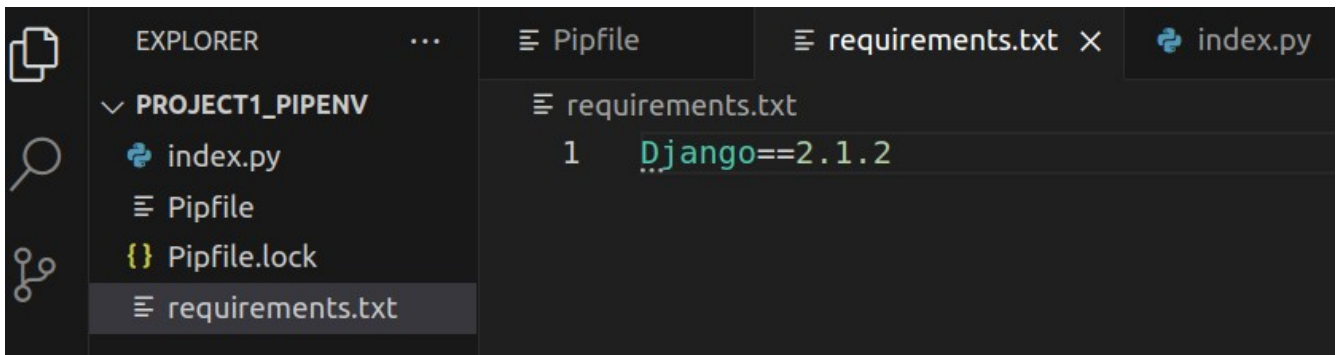 EXPLORER ...
PROJECT1_PIPENV
index.py
Pipfile
{} Pipfile.lock
requirements.txt
Pipfile requirements.txt × index.py
requirements.txt
1 Django==2.1.2